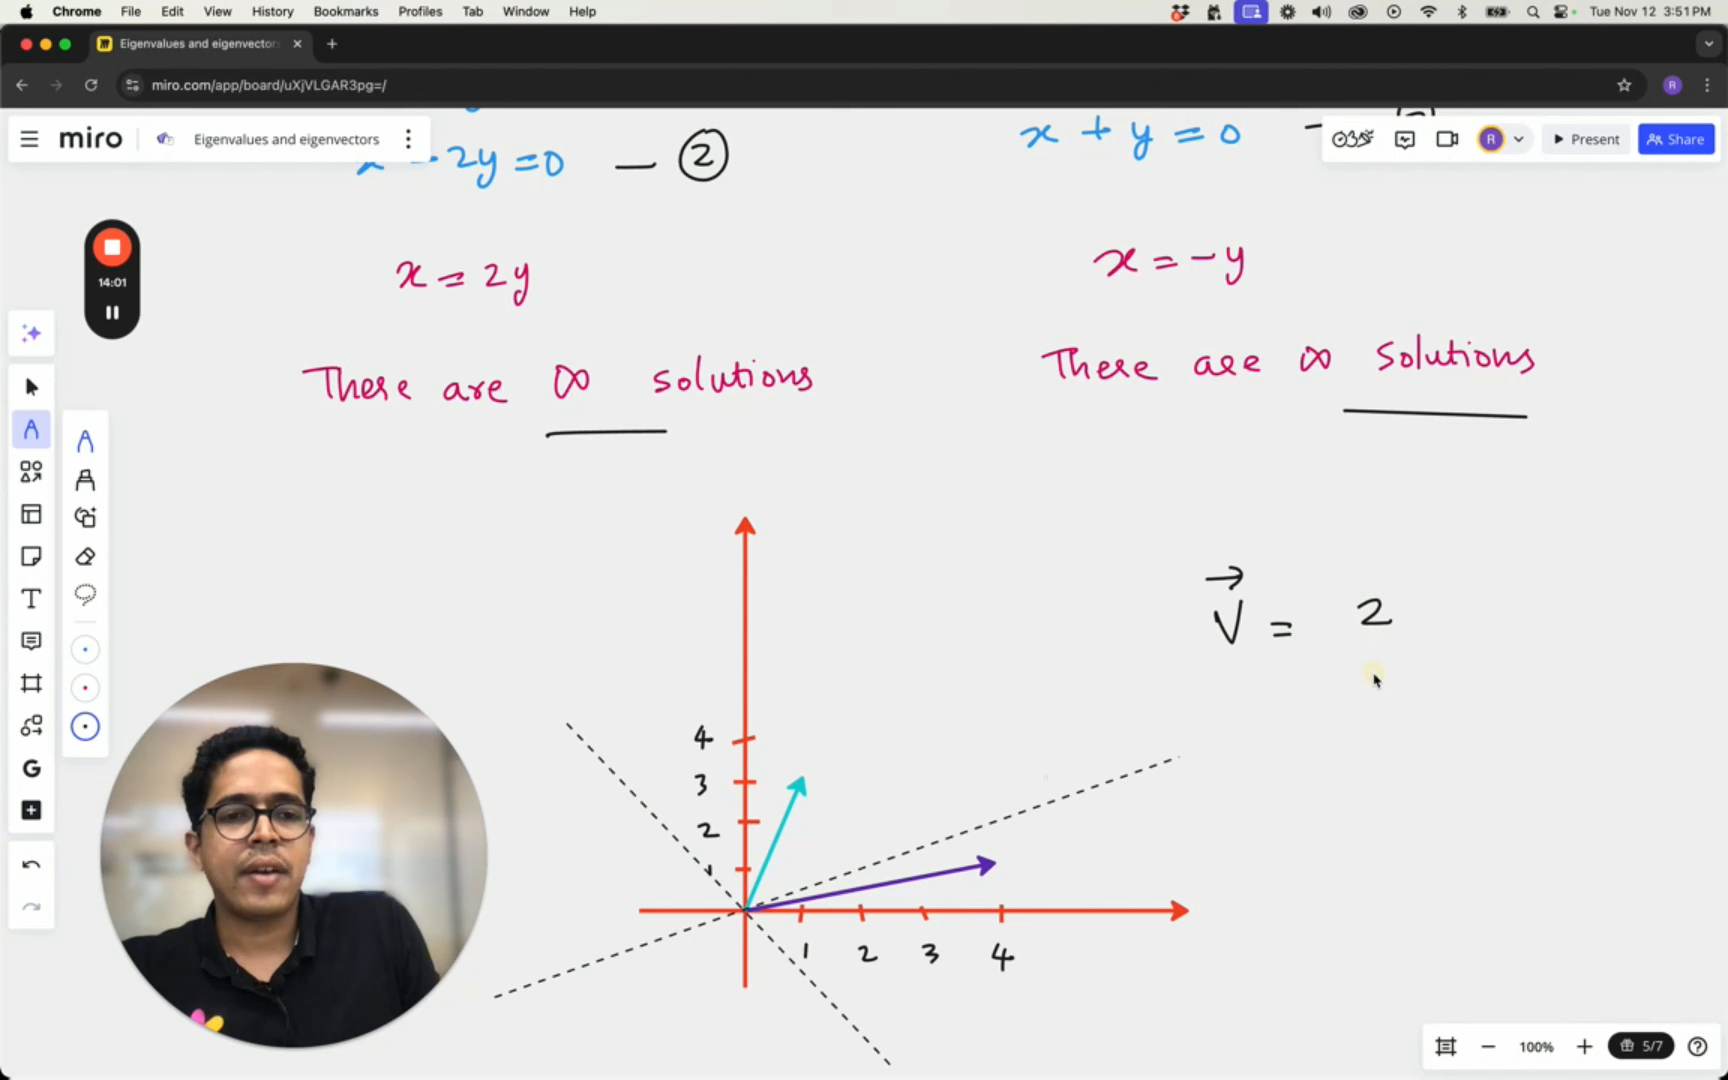 Chrome File Edit View History Bookmarks Profiles Tab Window Help Tue Nov 12 3:51 PM
Eigenvalues and eigenvector
miro.com/app/board/uXjVLGAR3pg=/
miro Eigenvalues and eigenvectors
R Present Share
- 2y = 0 — ②
x + y = 0
14:01
x = 2y
x = -y
There are ∞ solutions
There are ∞ solutions
V = 2
4
3
2
1
1 2 3 4
100% 5/7